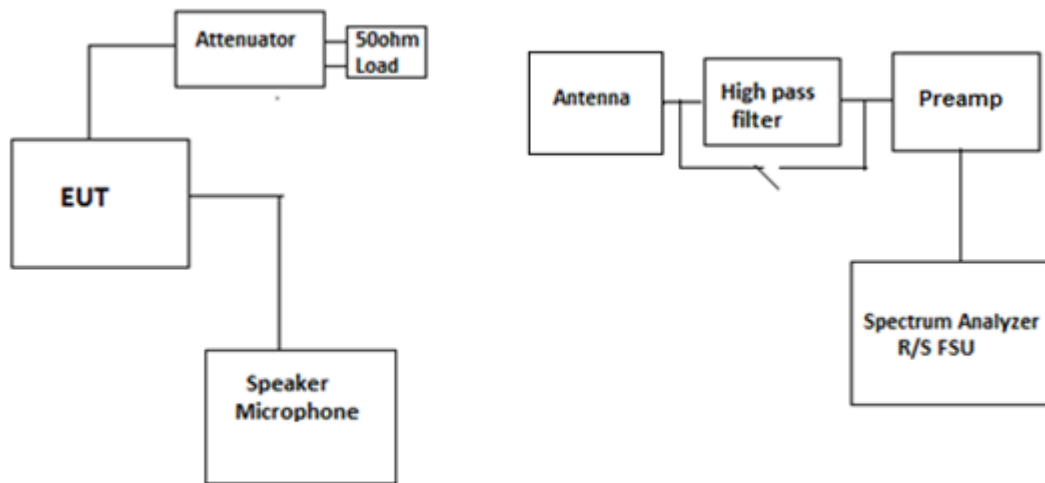 Attenuator
50ohm
Load
EUT
Speaker
Microphone
Antenna
High pass
filter
Preamp
Spectrum Analyzer
R/S FSU